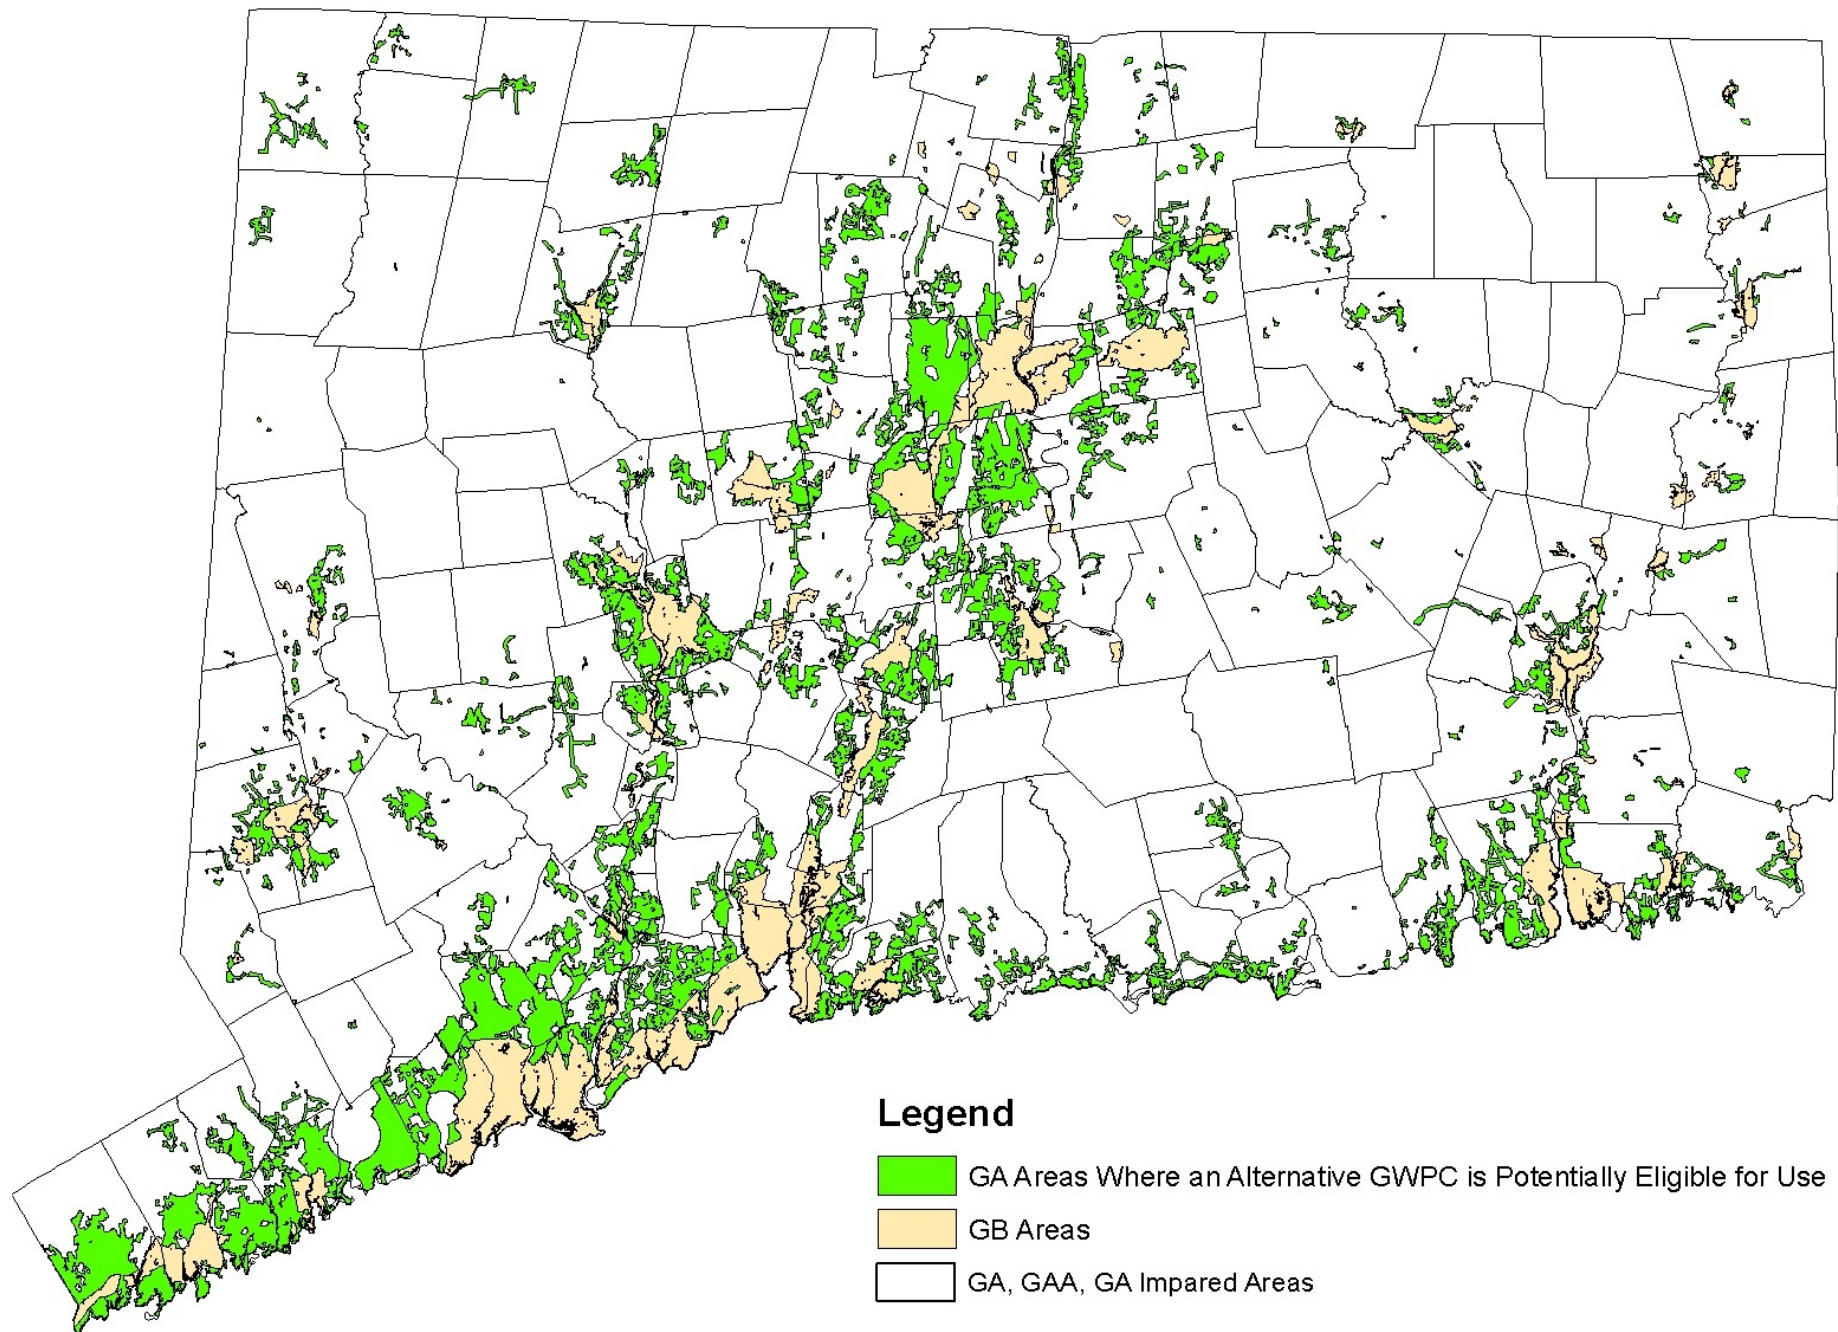 Legend
GA Areas Where an Alternative GWPC is Potentially Eligible for Use
GB Areas
GA, GAA, GA Impared Areas